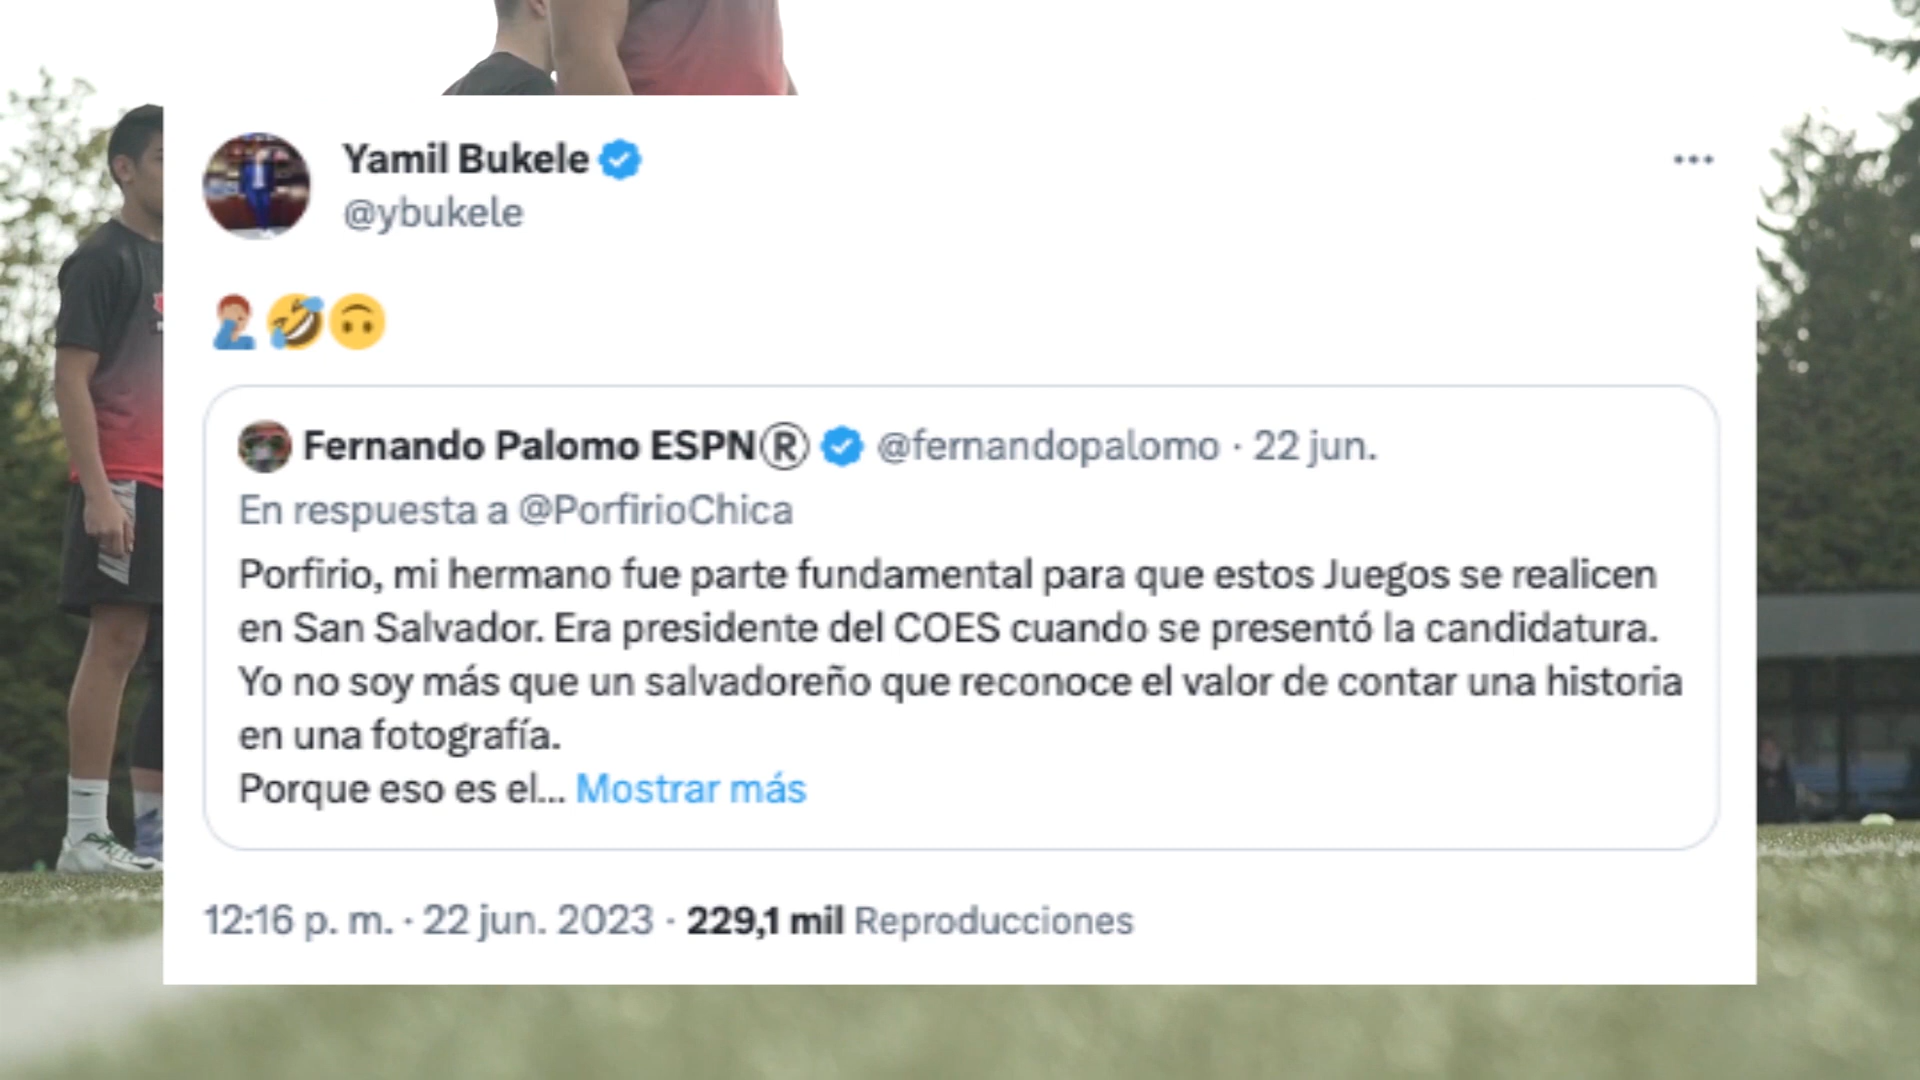 Yamil Bukele
@ybukele
🤦🏽‍♂️🤣🙃
Fernando Palomo ESPN®️ @fernandopalomo · 22 jun.
En respuesta a @PorfirioChica
Porfirio, mi hermano fue parte fundamental para que estos Juegos se realicen
en San Salvador. Era presidente del COES cuando se presentó la candidatura.
Yo no soy más que un salvadoreño que reconoce el valor de contar una historia
en una fotografía.
Porque eso es el... Mostrar más
12:16 p. m. · 22 jun. 2023 · 229,1 mil Reproducciones